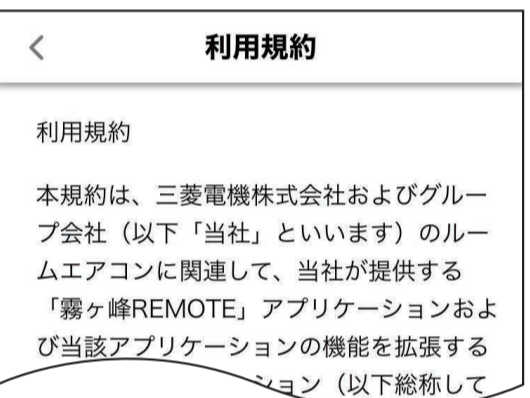 利用規約
利用規約
本規約は、三菱電機株式会社およびグルー
プ会社（以下「当社」といいます）のルー
ムエアコンに関連して、当社が提供する
「霧ヶ峰REMOTE」アプリケーションおよ
び当該アプリケーションの機能を拡張する
ション（以下総称して